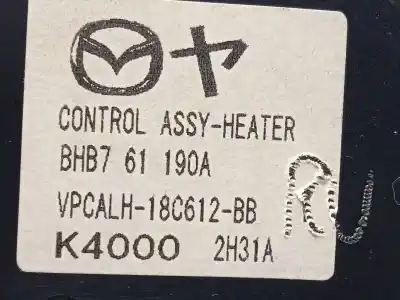 ヤ
CONTROL ASSY-HEATER
BHB7 61 190A
VPCALH-18C612-BB
K4000 2H31A